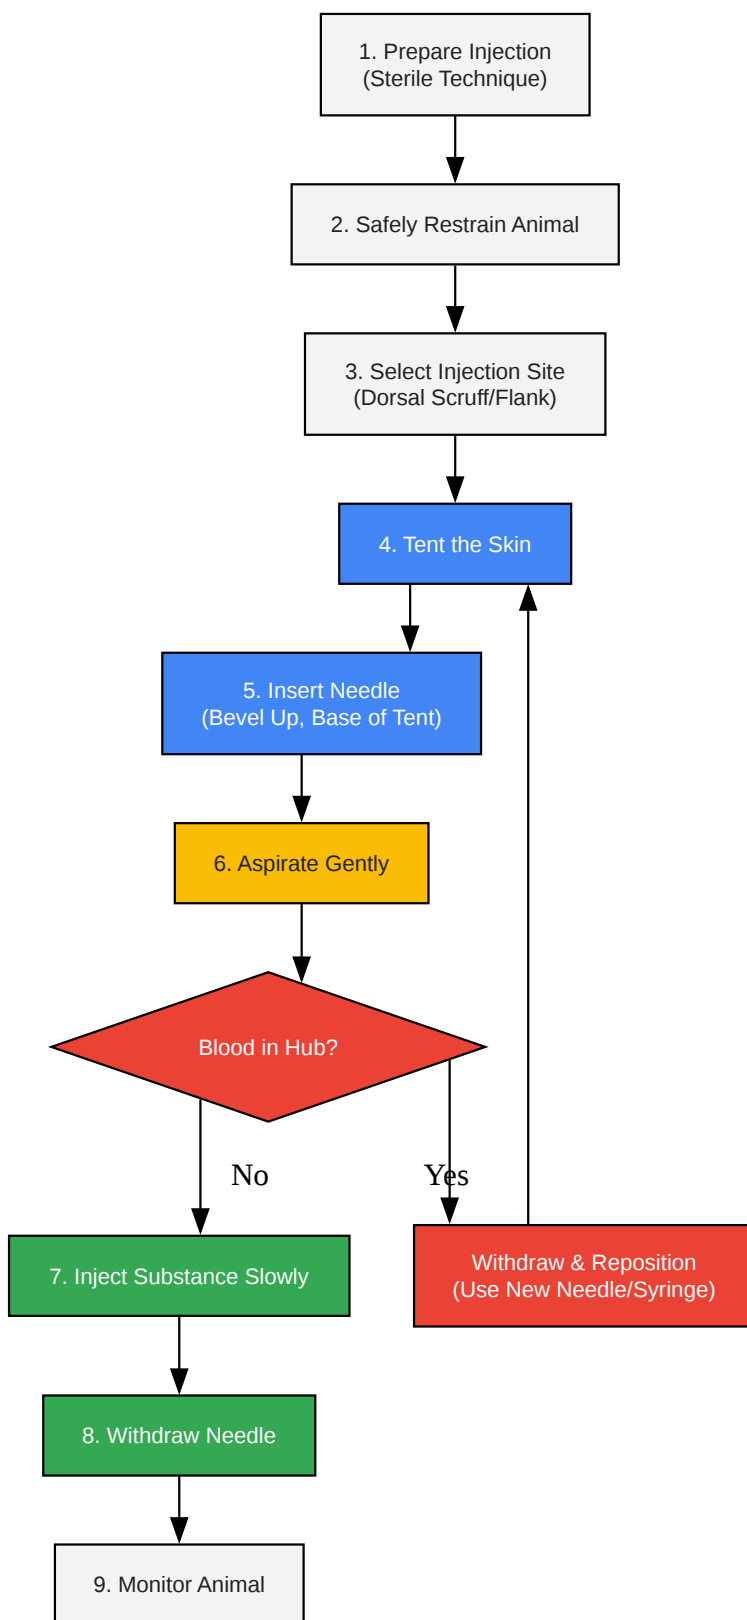 1. Prepare Injection
(Sterile Technique)
2. Safely Restrain Animal
3. Select Injection Site
(Dorsal Scruff/Flank)
4. Tent the Skin
5. Insert Needle
(Bevel Up, Base of Tent)
6. Aspirate Gently
Blood in Hub?
No
Yes
7. Inject Substance Slowly
Withdraw & Reposition
(Use New Needle/Syringe)
8. Withdraw Needle
9. Monitor Animal